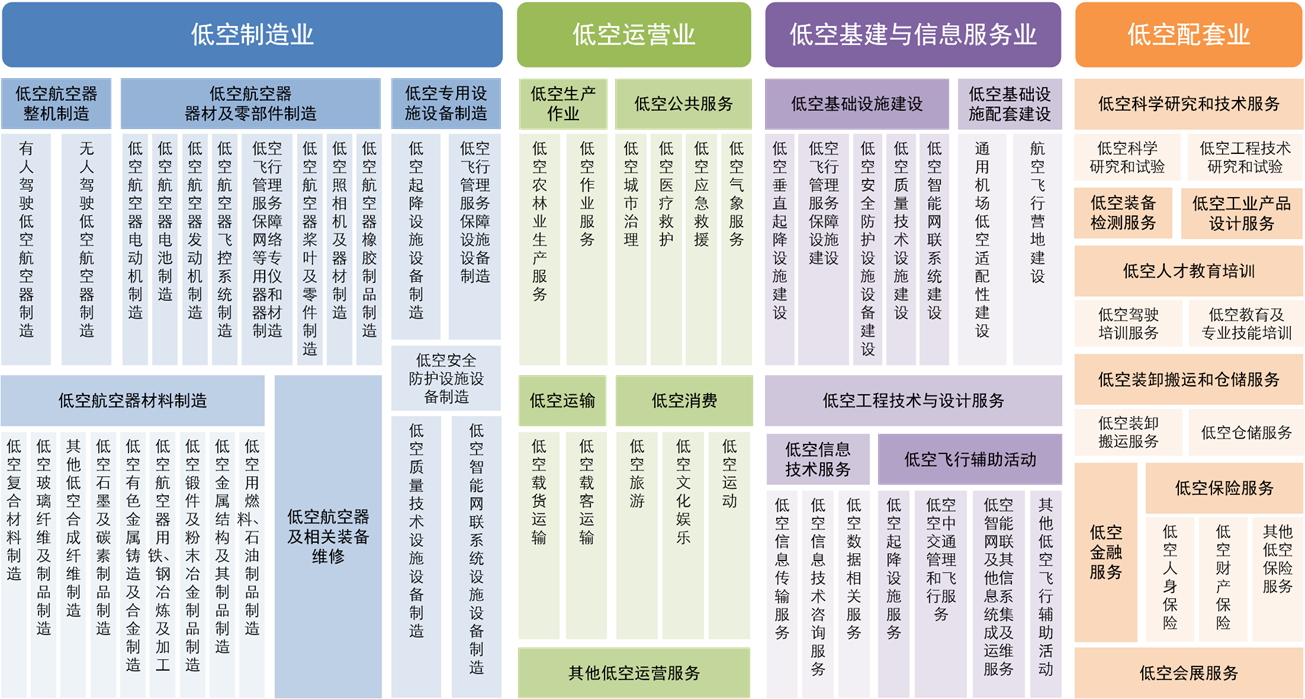 低空制造业
低空航空器
整机制造
有人驾驶低空航空器制造
无人驾驶低空航空器制造
低空航空器
器材及零部件制造
低空航空器电动机制造
低空航空器电池制造
低空航空器发动机制造
低空航空器飞控系统制造
低空飞行管理服务保障网络等专用仪器和器材制造
低空航空器桨叶及零件制造
低空照相机及器材制造
低空航空器橡胶制品制造
低空专用设
施设备制造
低空起降设施设备制造
低空飞行管理服务保障设施设备制造
低空安全
防护设施设
备制造
低空质量技术设施设备制造
低空智能网联系统设施设备制造
低空航空器材料制造
低空复合材料制造
低空玻璃纤维及制品制造
其他低空合成纤维制造
低空石墨及碳素制品制造
低空有色金属铸造及合金制造
低空航空器用铁、钢冶炼及加工
低空锻件及粉末冶金制品制造
低空金属结构及其制品制造
低空用燃料、石油制品制造
低空航空器
及相关装备
维修
低空运营业
低空生产
作业
低空农林业生产服务
低空作业服务
低空公共服务
低空城市治理
低空医疗救护
低空应急救援
低空气象服务
低空运输
低空载货运输
低空载客运输
低空消费
低空旅游
低空文化娱乐
低空运动
其他低空运营服务
低空基建与信息服务业
低空基础设施建设
低空垂直起降设施建设
低空飞行管理服务保障设施建设
低空安全防护设施设备建设
低空质量技术设施建设
低空智能网联系统建设
低空基础设
施配套建设
通用机场低空适配性建设
航空飞行营地建设
低空工程技术与设计服务
低空信息
技术服务
低空信息传输服务
低空信息技术咨询服务
低空数据相关服务
低空飞行辅助活动
低空起降设施服务
低空空中交通管理和飞行服务
低空智能网联及其他信息系统集成及运维服务
其他低空飞行辅助活动
低空配套业
低空科学研究和技术服务
低空科学
研究和试验
低空工程技术
研究和试验
低空装备
检测服务
低空工业产品
设计服务
低空人才教育培训
低空驾驶
培训服务
低空教育及
专业技能培训
低空装卸搬运和仓储服务
低空装卸
搬运服务
低空仓储服务
低空
金融
服务
低空保险服务
低空人身保险
低空财产保险
其他
低空
保险
服务
低空会展服务